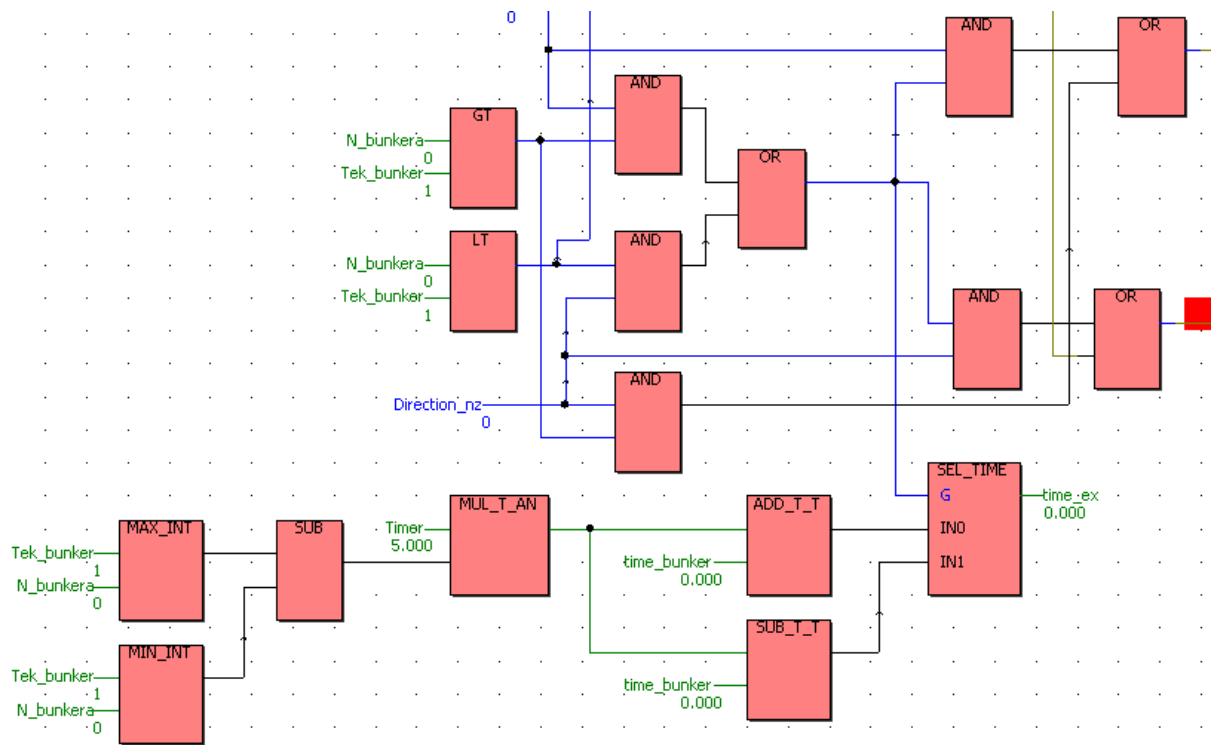 0
AND
OR
AND
GT
N_bunkera
0
Tek_bunker
1
OR
LT
N_bunkera
0
Tek_bunker
1
AND
AND
OR
AND
Direction_nz
0
SEL_TIME
G
time_ex
0.000
IN0
IN1
MUL_T_AN
Timer
5.000
ADD_T_T
time_bunker
0.000
MAX_INT
Tek_bunker
1
N_bunkera
0
SUB
SUB_T_T
time_bunker
0.000
MIN_INT
Tek_bunker
1
N_bunkera
0